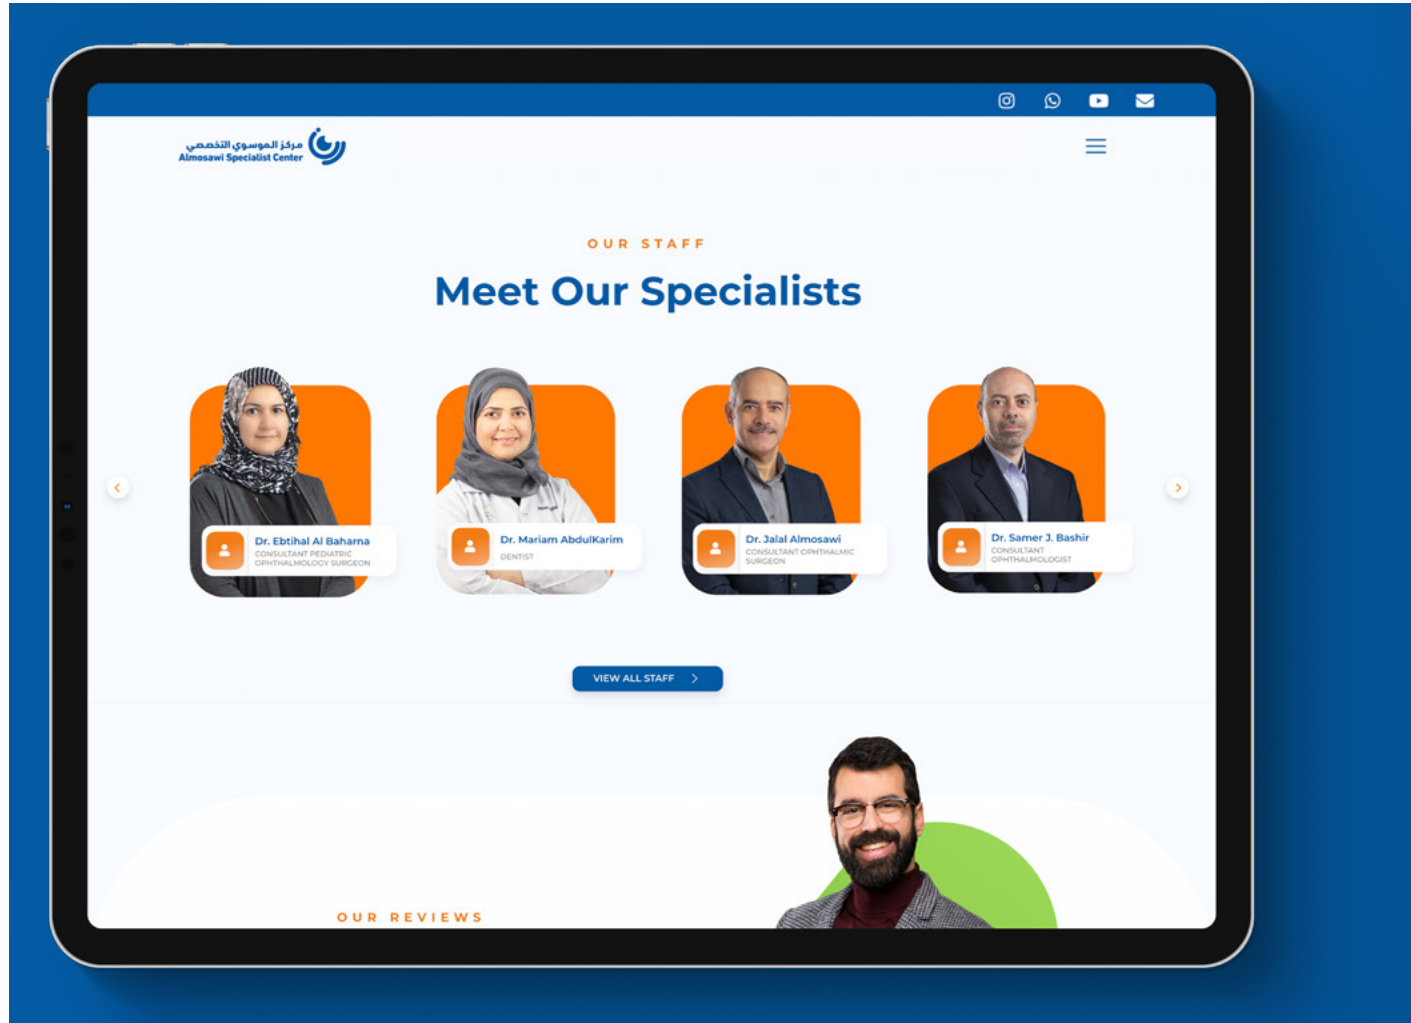 مركز الموسوي التخصصي
Almosawi Specialist Center
OUR STAFF
Meet Our Specialists
Dr. Ebtihal Al Baharna
CONSULTANT PEDIATRIC
OPHTHALMOLOGY SURGEON
Dr. Mariam AbdulKarim
DENTIST
Dr. Jalal Almosawi
CONSULTANT OPHTHALMIC
SURGEON
Dr. Samer J. Bashir
CONSULTANT
OPHTHALMOLOGIST
VIEW ALL STAFF
OUR REVIEWS